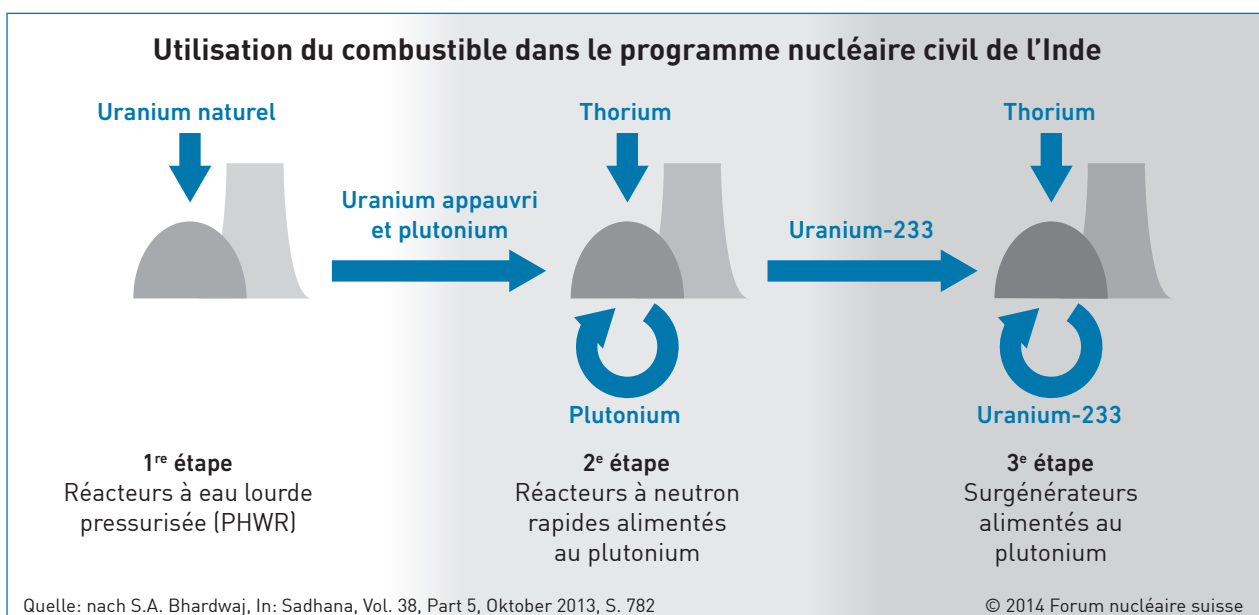 Utilisation du combustible dans le programme nucléaire civil de l’Inde
Uranium naturel
Thorium
Thorium
Uranium appauvri
et plutonium
Uranium-233
Plutonium
Uranium-233
1re étape
Réacteurs à eau lourde
pressurisée (PHWR)
2e étape
Réacteurs à neutron
rapides alimentés
au plutonium
3e étape
Surgénérateurs
alimentés au
plutonium
Quelle: nach S.A. Bhardwaj, In: Sadhana, Vol. 38, Part 5, Oktober 2013, S. 782
© 2014 Forum nucléaire suisse